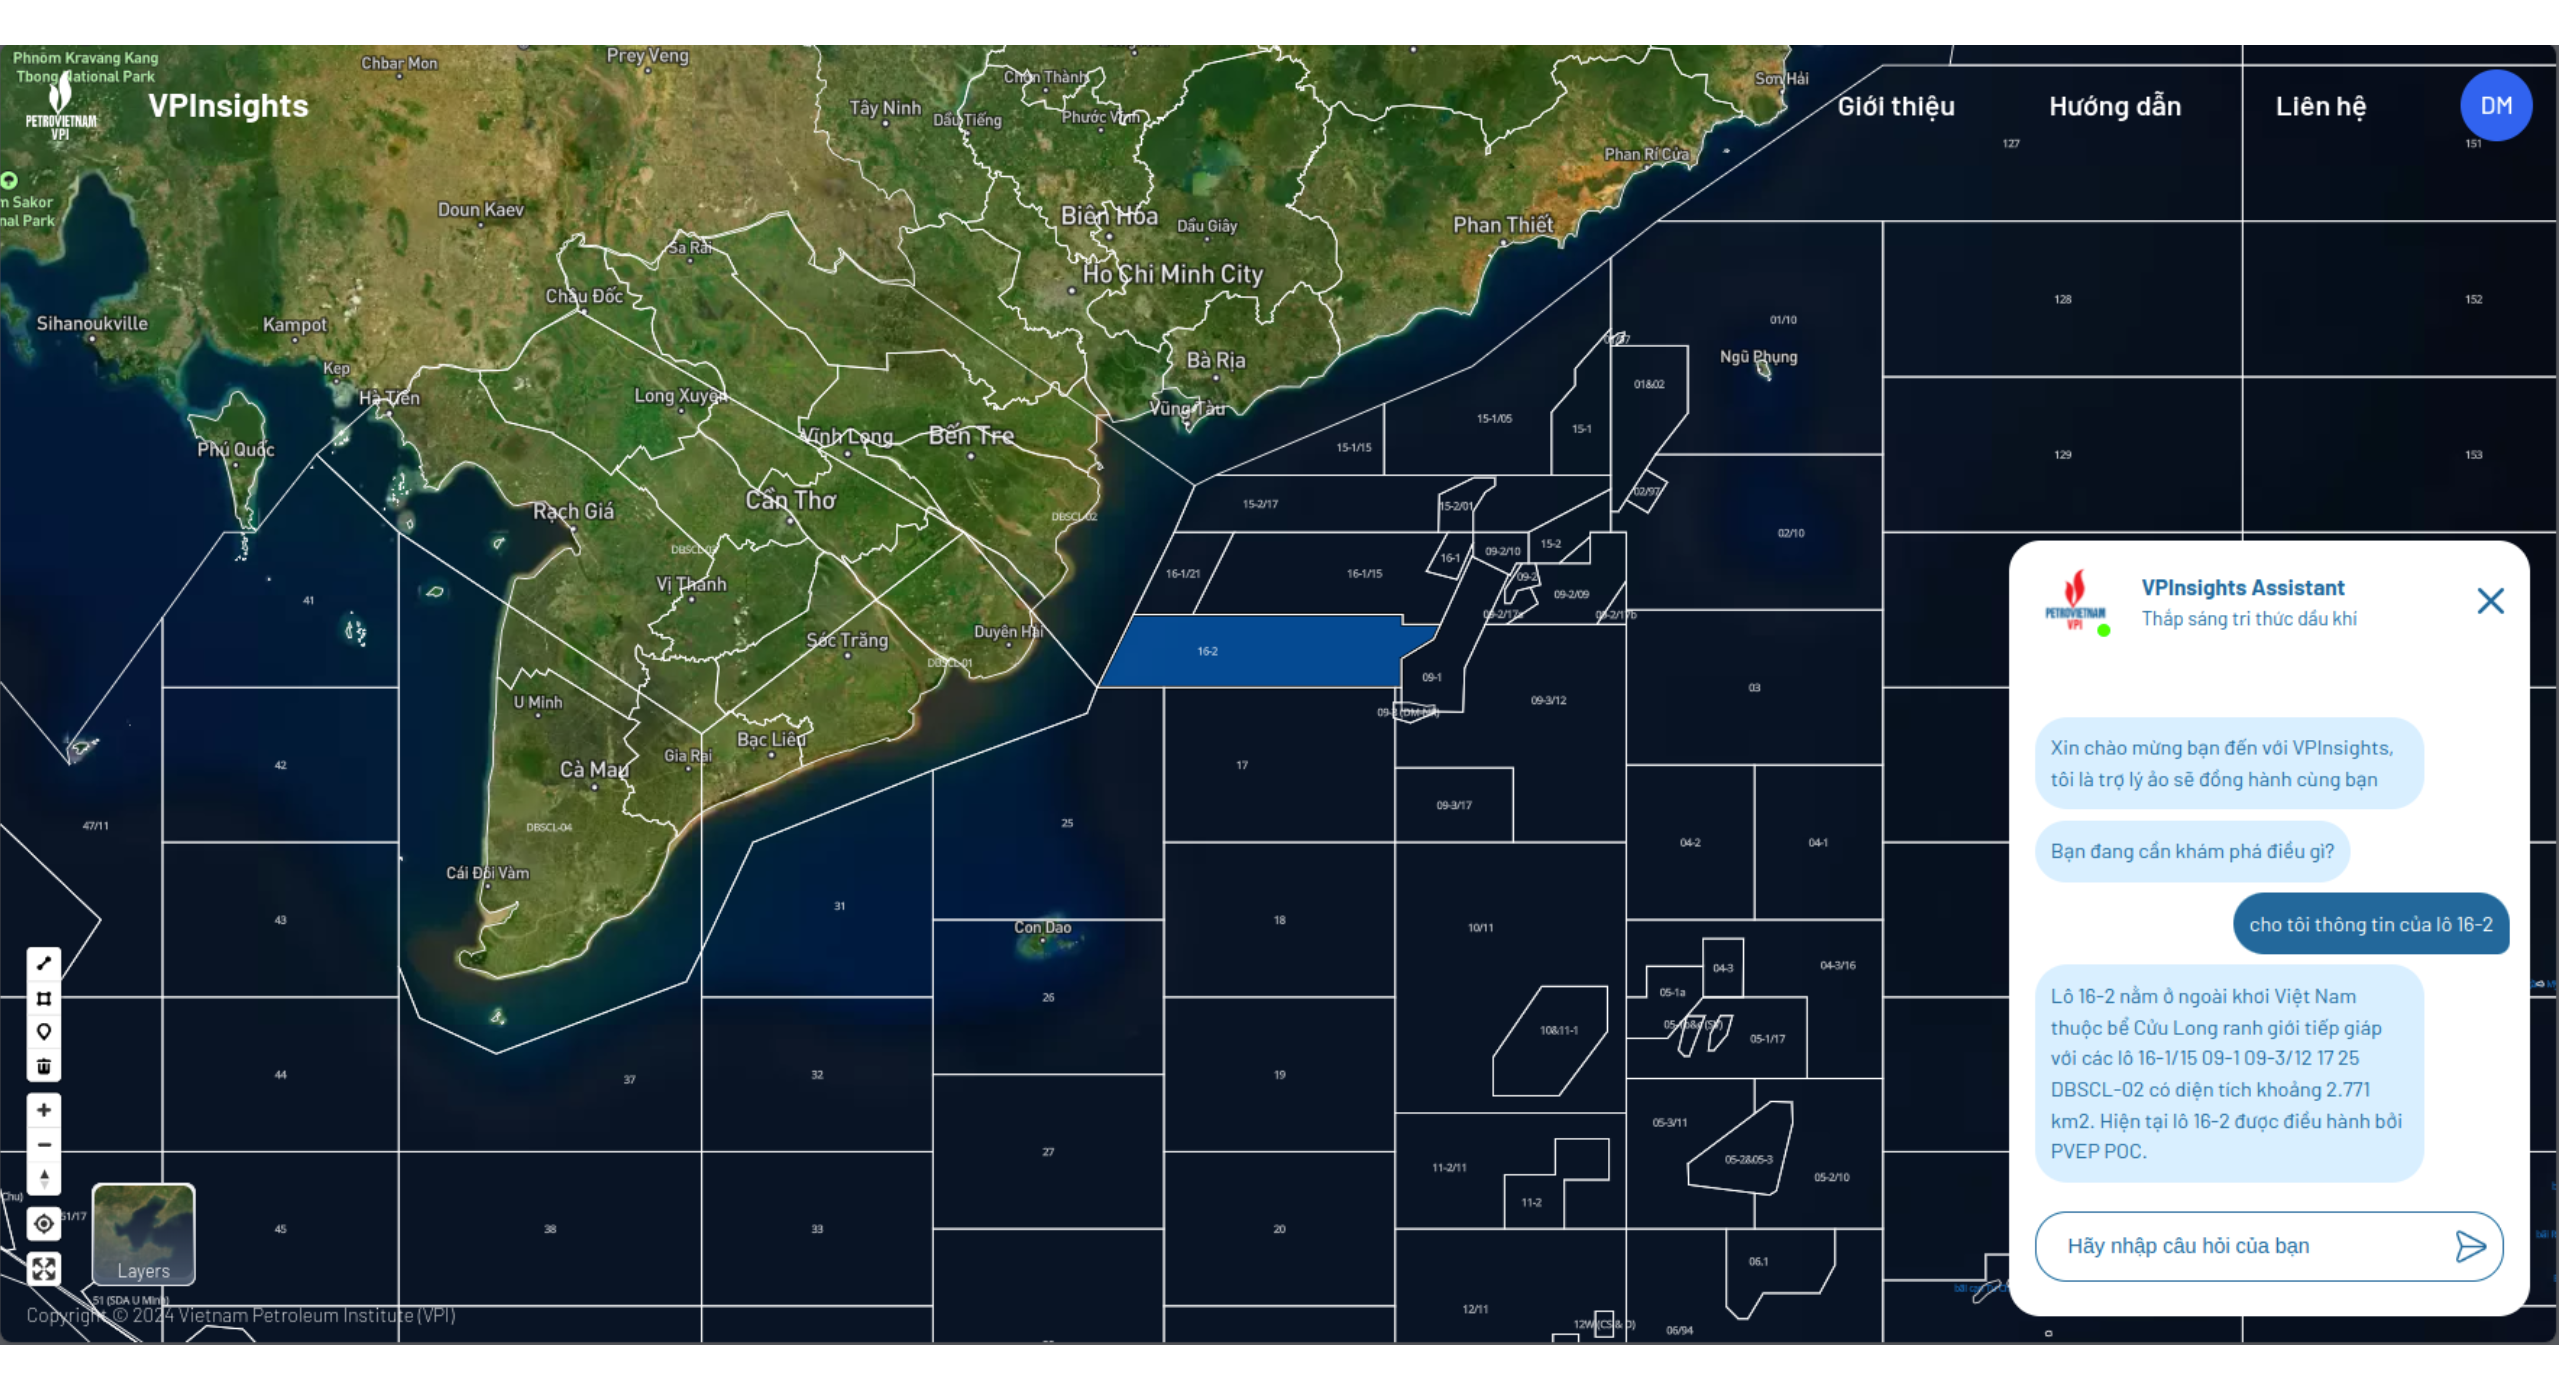 Phnom Kravang Kang
Tbong National Park
Chbar Mon
Prey Veng
Chơn Thành
Sơn Hải
PETROVIETNAM
VPI
VPInsights
Giới thiệu
Hướng dẫn
Liên hệ
DM
Tây Ninh
Dầu Tiếng
Phước Vĩnh
127
151
Phan Rí Cửa
m Sakor
nal Park
Doun Kaev
Biên Hòa
Dầu Giây
Phan Thiết
Sa Rài
Ho Chi Minh City
Châu Đốc
128
152
Sihanoukville
Kampot
01/10
Kep
Bà Rịa
Ngũ Phụng
01&02
Hà Tiên
Long Xuyên
Vũng Tàu
15-1/05
15-1
Phú Quốc
Vĩnh Long
Bến Tre
15-1/15
129
153
Cần Thơ
15-2/17
15-2/01
02/97
Rạch Giá
DBSCL-02
02/10
DBSCL-03
16-1
09-2/10
15-2
Vị Thanh
16-1/21
16-1/15
09-2
09-2/09
41
09-2/17a
09-2/17b
Sóc Trăng
Duyên Hải
16-2
DBSCL-01
09-1
03
U Minh
09-3/12
Bạc Liêu
Gia Rai
Cà Mau
42
17
47/11
DBSCL-04
25
09-3/17
04-2
04-1
Cái Đôi Vàm
43
31
Con Dao
18
10/11
04-3
04-3/16
05-1a
26
10&11-1
05-1/17
44
37
32
19
05-3/11
27
11-2/11
05-2&05-3
05-2/10
11-2
51/17
45
38
33
20
06.1
Layers
51 (SDA U Minh)
12/11
06/94
Copyright © 2024 Vietnam Petroleum Institute (VPI)
PETROVIETNAM
VPI
VPInsights Assistant
Thắp sáng tri thức dầu khí
Xin chào mừng bạn đến với VPInsights,
tôi là trợ lý ảo sẽ đồng hành cùng bạn
Bạn đang cần khám phá điều gì?
cho tôi thông tin của lô 16-2
Lô 16-2 nằm ở ngoài khơi Việt Nam
thuộc bể Cửu Long ranh giới tiếp giáp
với các lô 16-1/15 09-1 09-3/12 17 25
DBSCL-02 có diện tích khoảng 2.771
km2. Hiện tại lô 16-2 được điều hành bởi
PVEP POC.
Hãy nhập câu hỏi của bạn